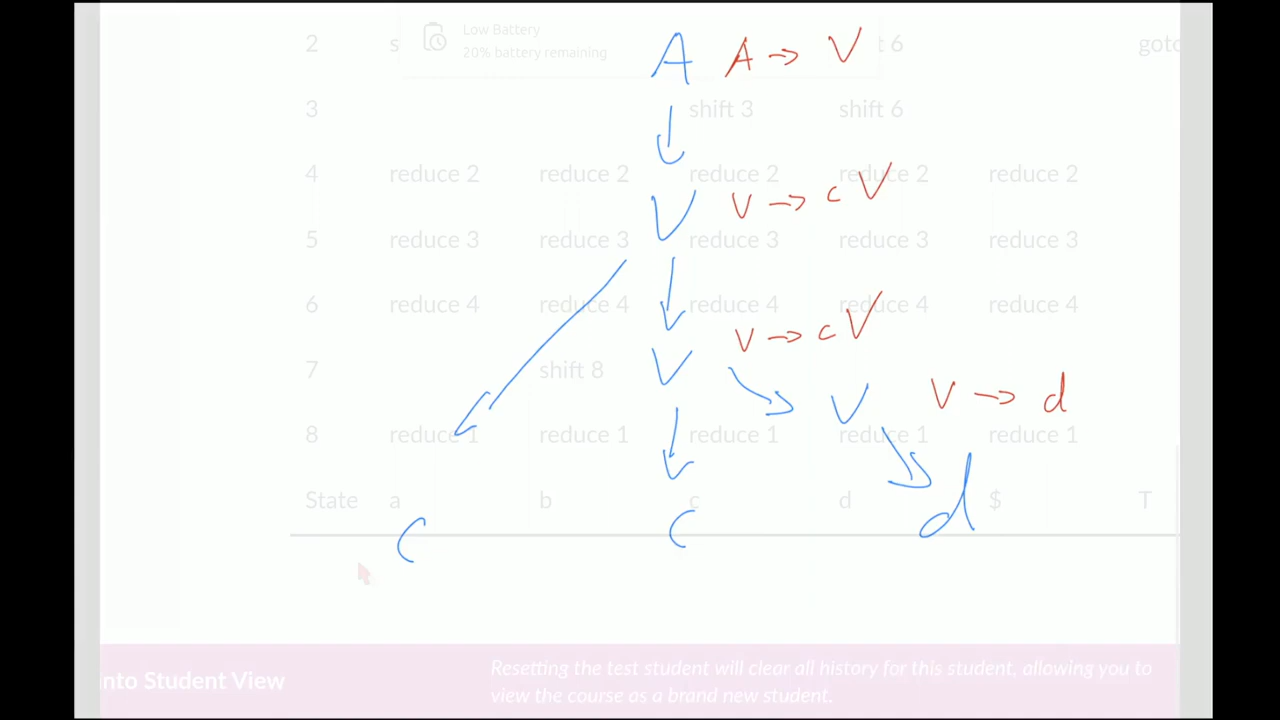 Low Battery
20% battery remaining
2 s t 6 goto
A A → V
3 shift 3 shift 6
4 reduce 2 reduce 2 reduce 2 reduce 2 reduce 2
V V → c V
5 reduce 3 reduce 3 reduce 3 reduce 3 reduce 3
6 reduce 4 reduce 4 reduce 4 reduce 4 reduce 4
V → c V
7 shift 8 V
V V → d
8 reduce 1 reduce 1 reduce 1 reduce 1 reduce 1
State a b c d $ T
c c d
nto Student View
Resetting the test student will clear all history for this student, allowing you to
view the course as a brand new student.